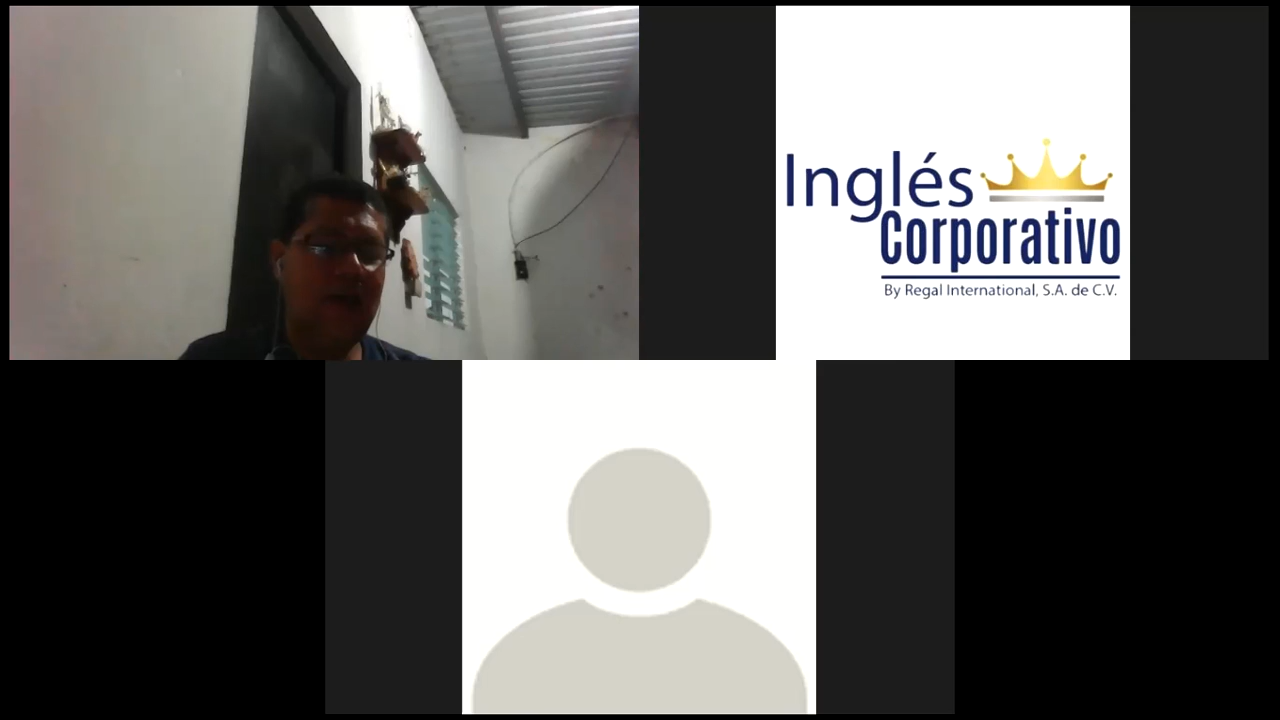 Inglés
Corporativo
By Regal International, S.A. de C.V.